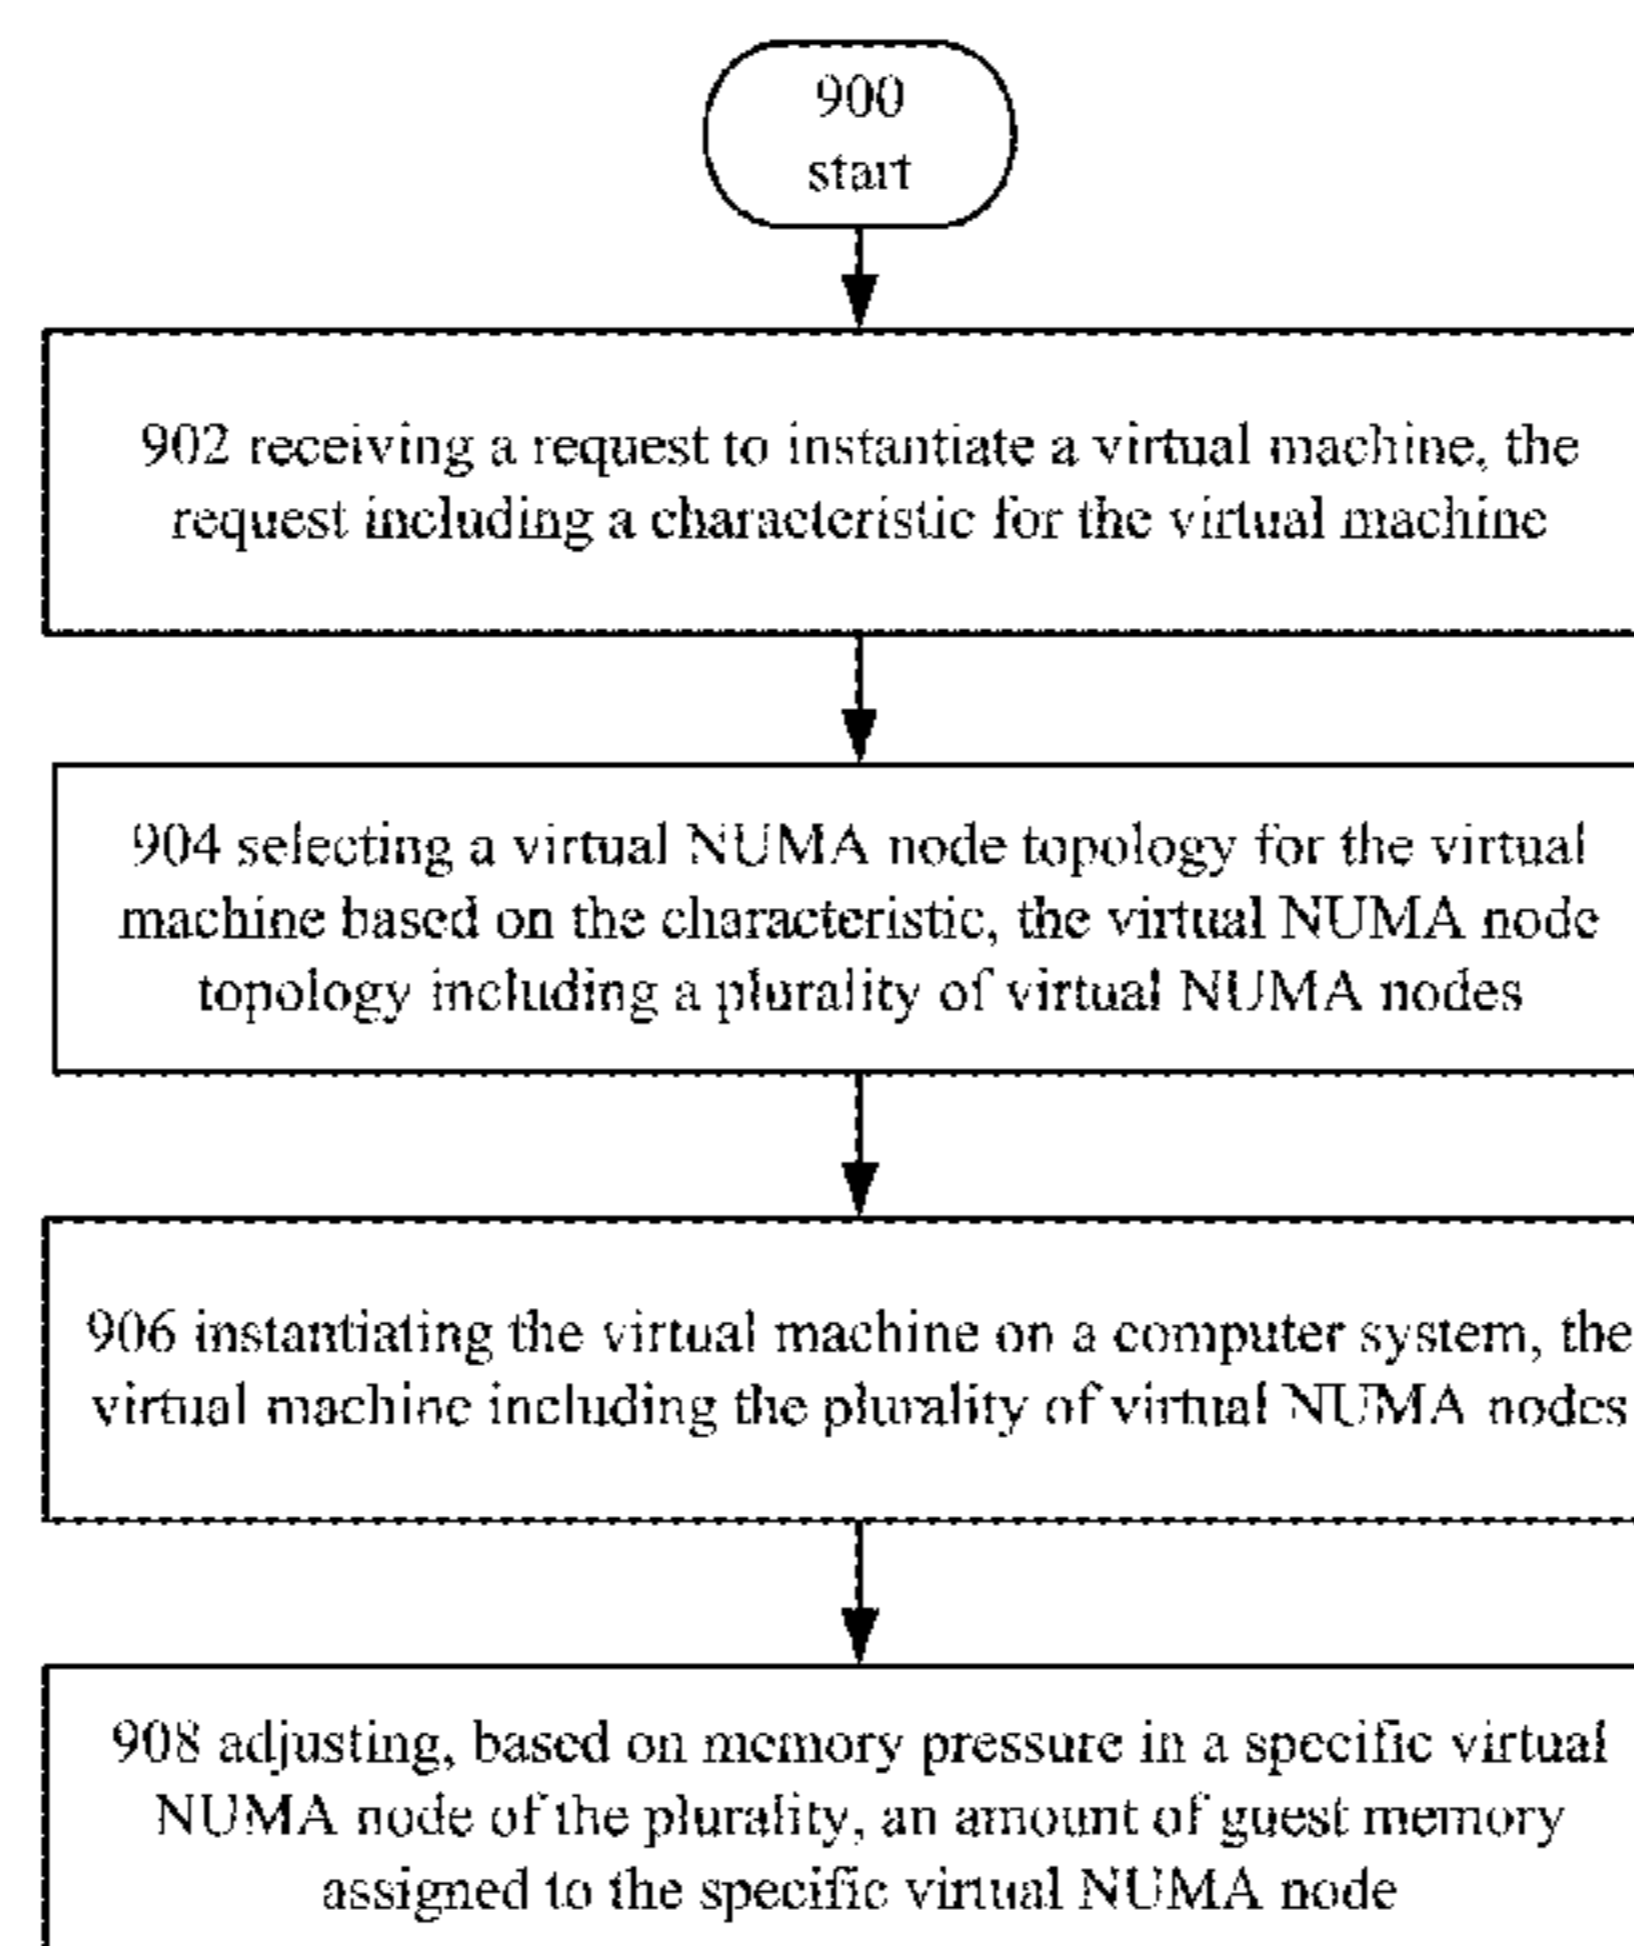 900
start
902 receiving a request to instantiate a virtual machine, the
request including a characteristic for the virtual machine
904 selecting a virtual NUMA node topology for the virtual
machine based on the characteristic, the virtual NUMA node
topology including a plurality of virtual NUMA nodes
906 instantiating the virtual machine on a computer system, the
virtual machine including the plurality of virtual NUMA nodes
908 adjusting, based on memory pressure in a specific virtual
NUMA node of the plurality, an amount of guest memory
assigned to the specific virtual NUMA node